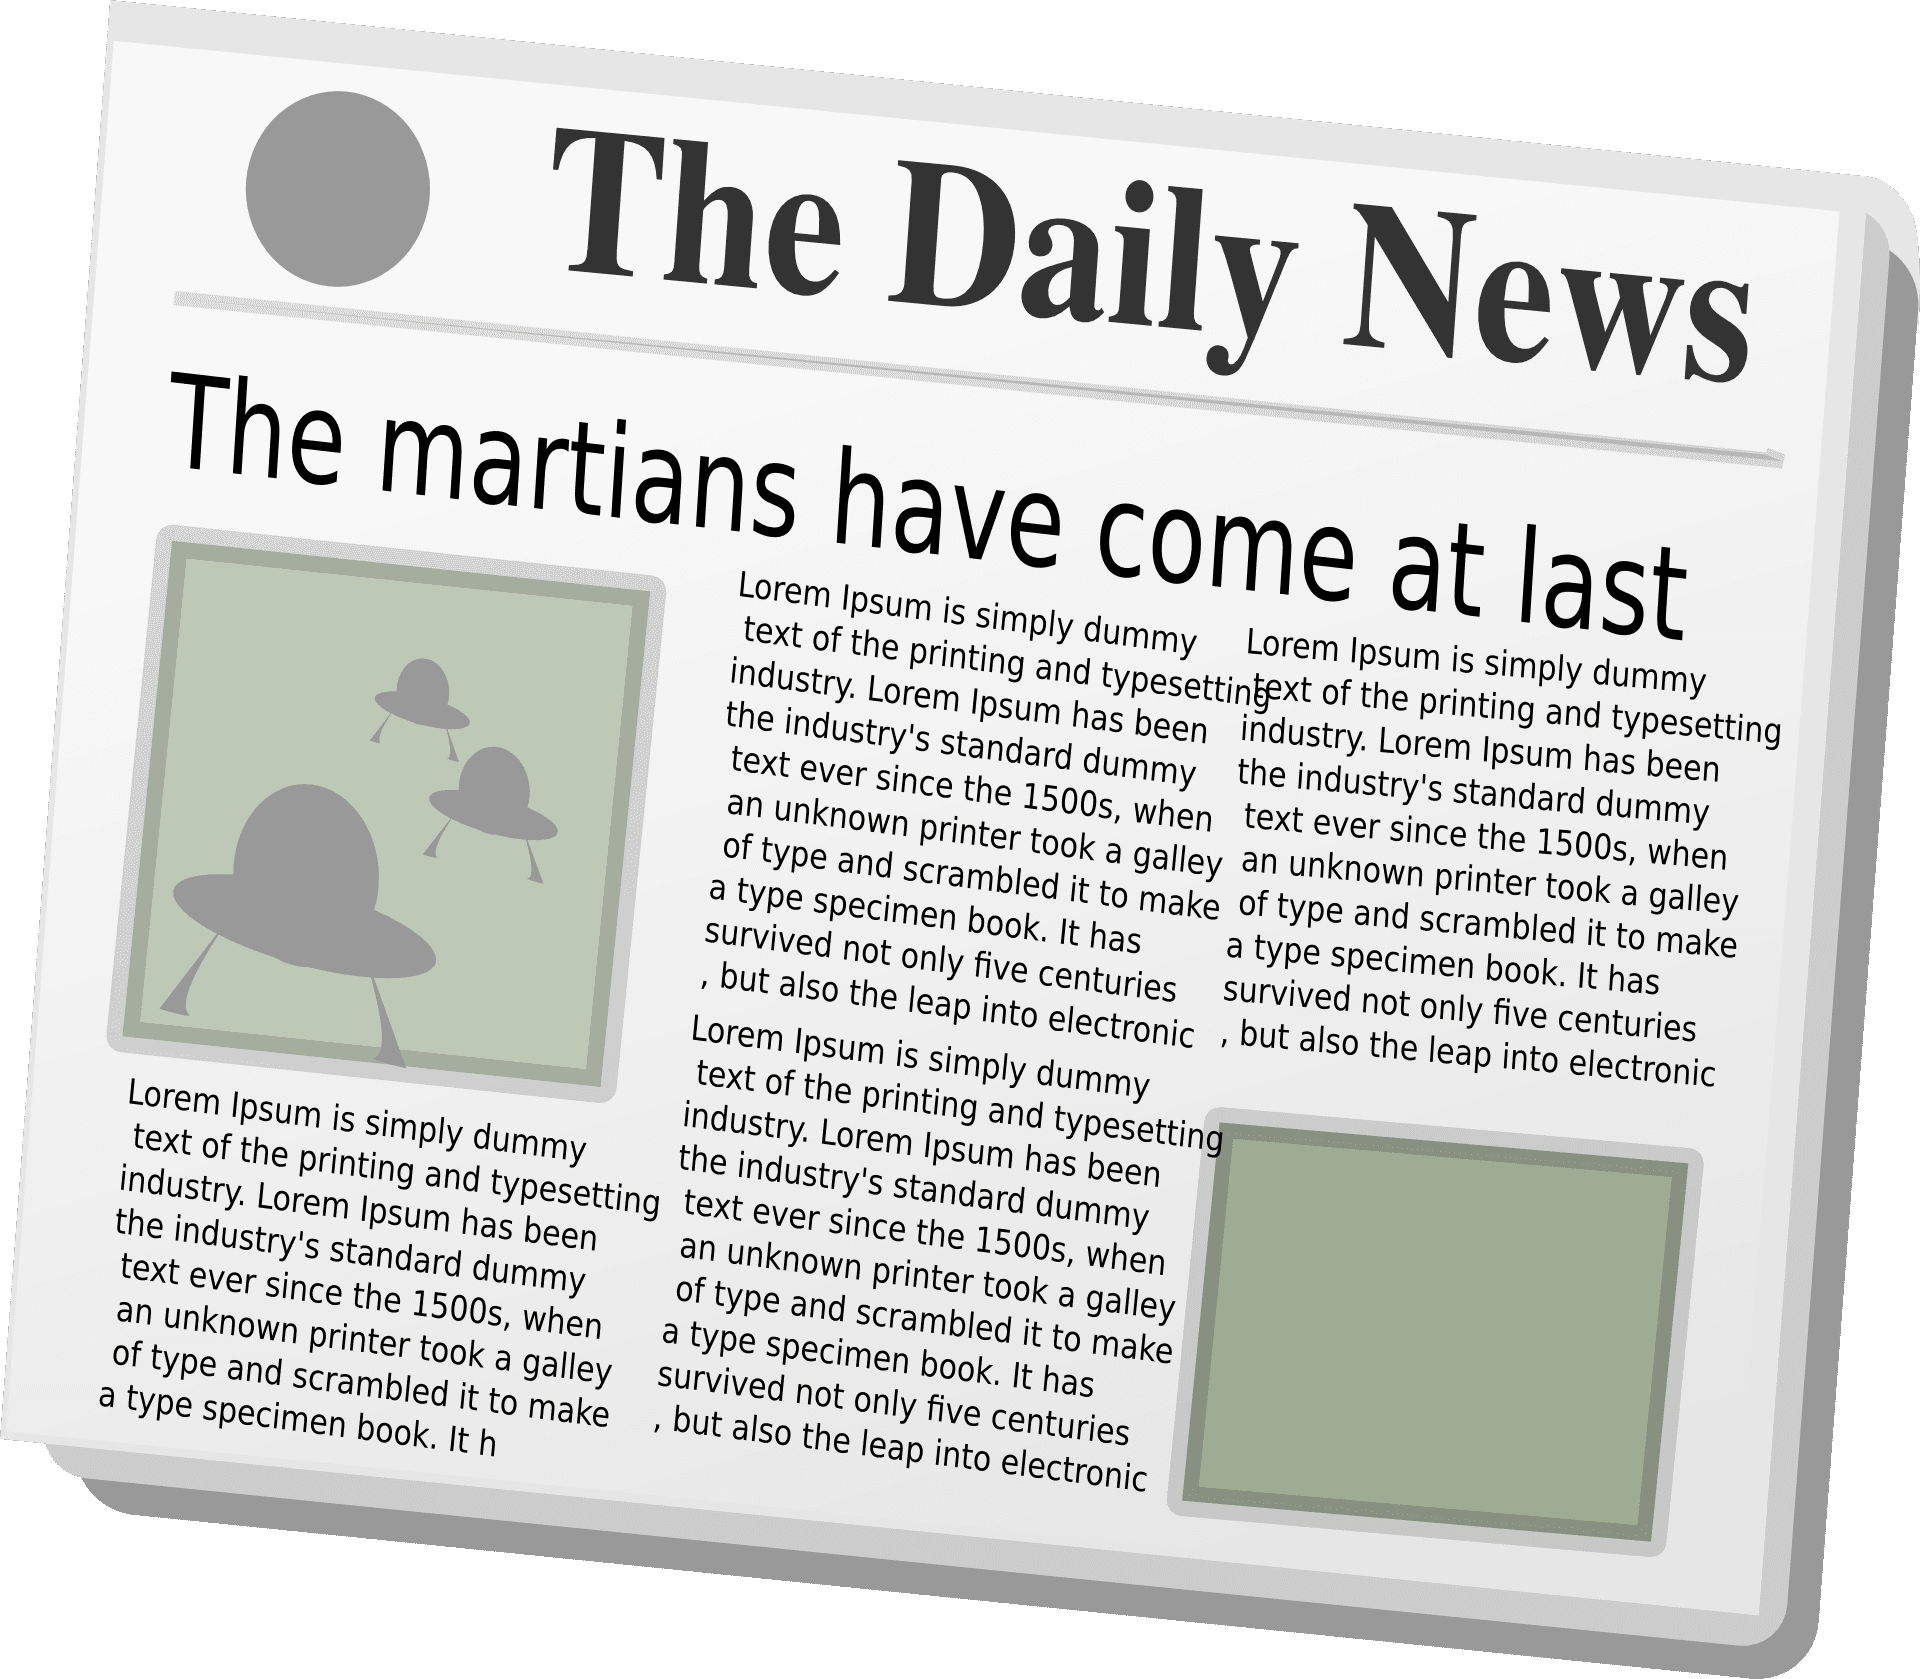 The Daily News
The martians have come at last
Lorem Ipsum is simply dummy
text of the printing and typesetting
industry. Lorem Ipsum has been
the industry's standard dummy
text ever since the 1500s, when
an unknown printer took a galley
of type and scrambled it to make
a type specimen book. It h
Lorem Ipsum is simply dummy
text of the printing and typesetting
industry. Lorem Ipsum has been
the industry's standard dummy
text ever since the 1500s, when
an unknown printer took a galley
of type and scrambled it to make
a type specimen book. It has
survived not only five centuries
, but also the leap into electronic
Lorem Ipsum is simply dummy
text of the printing and typesetting
industry. Lorem Ipsum has been
the industry's standard dummy
text ever since the 1500s, when
an unknown printer took a galley
of type and scrambled it to make
a type specimen book. It has
survived not only five centuries
, but also the leap into electronic
Lorem Ipsum is simply dummy
text of the printing and typesetting
industry. Lorem Ipsum has been
the industry's standard dummy
text ever since the 1500s, when
an unknown printer took a galley
of type and scrambled it to make
a type specimen book. It has
survived not only five centuries
, but also the leap into electronic